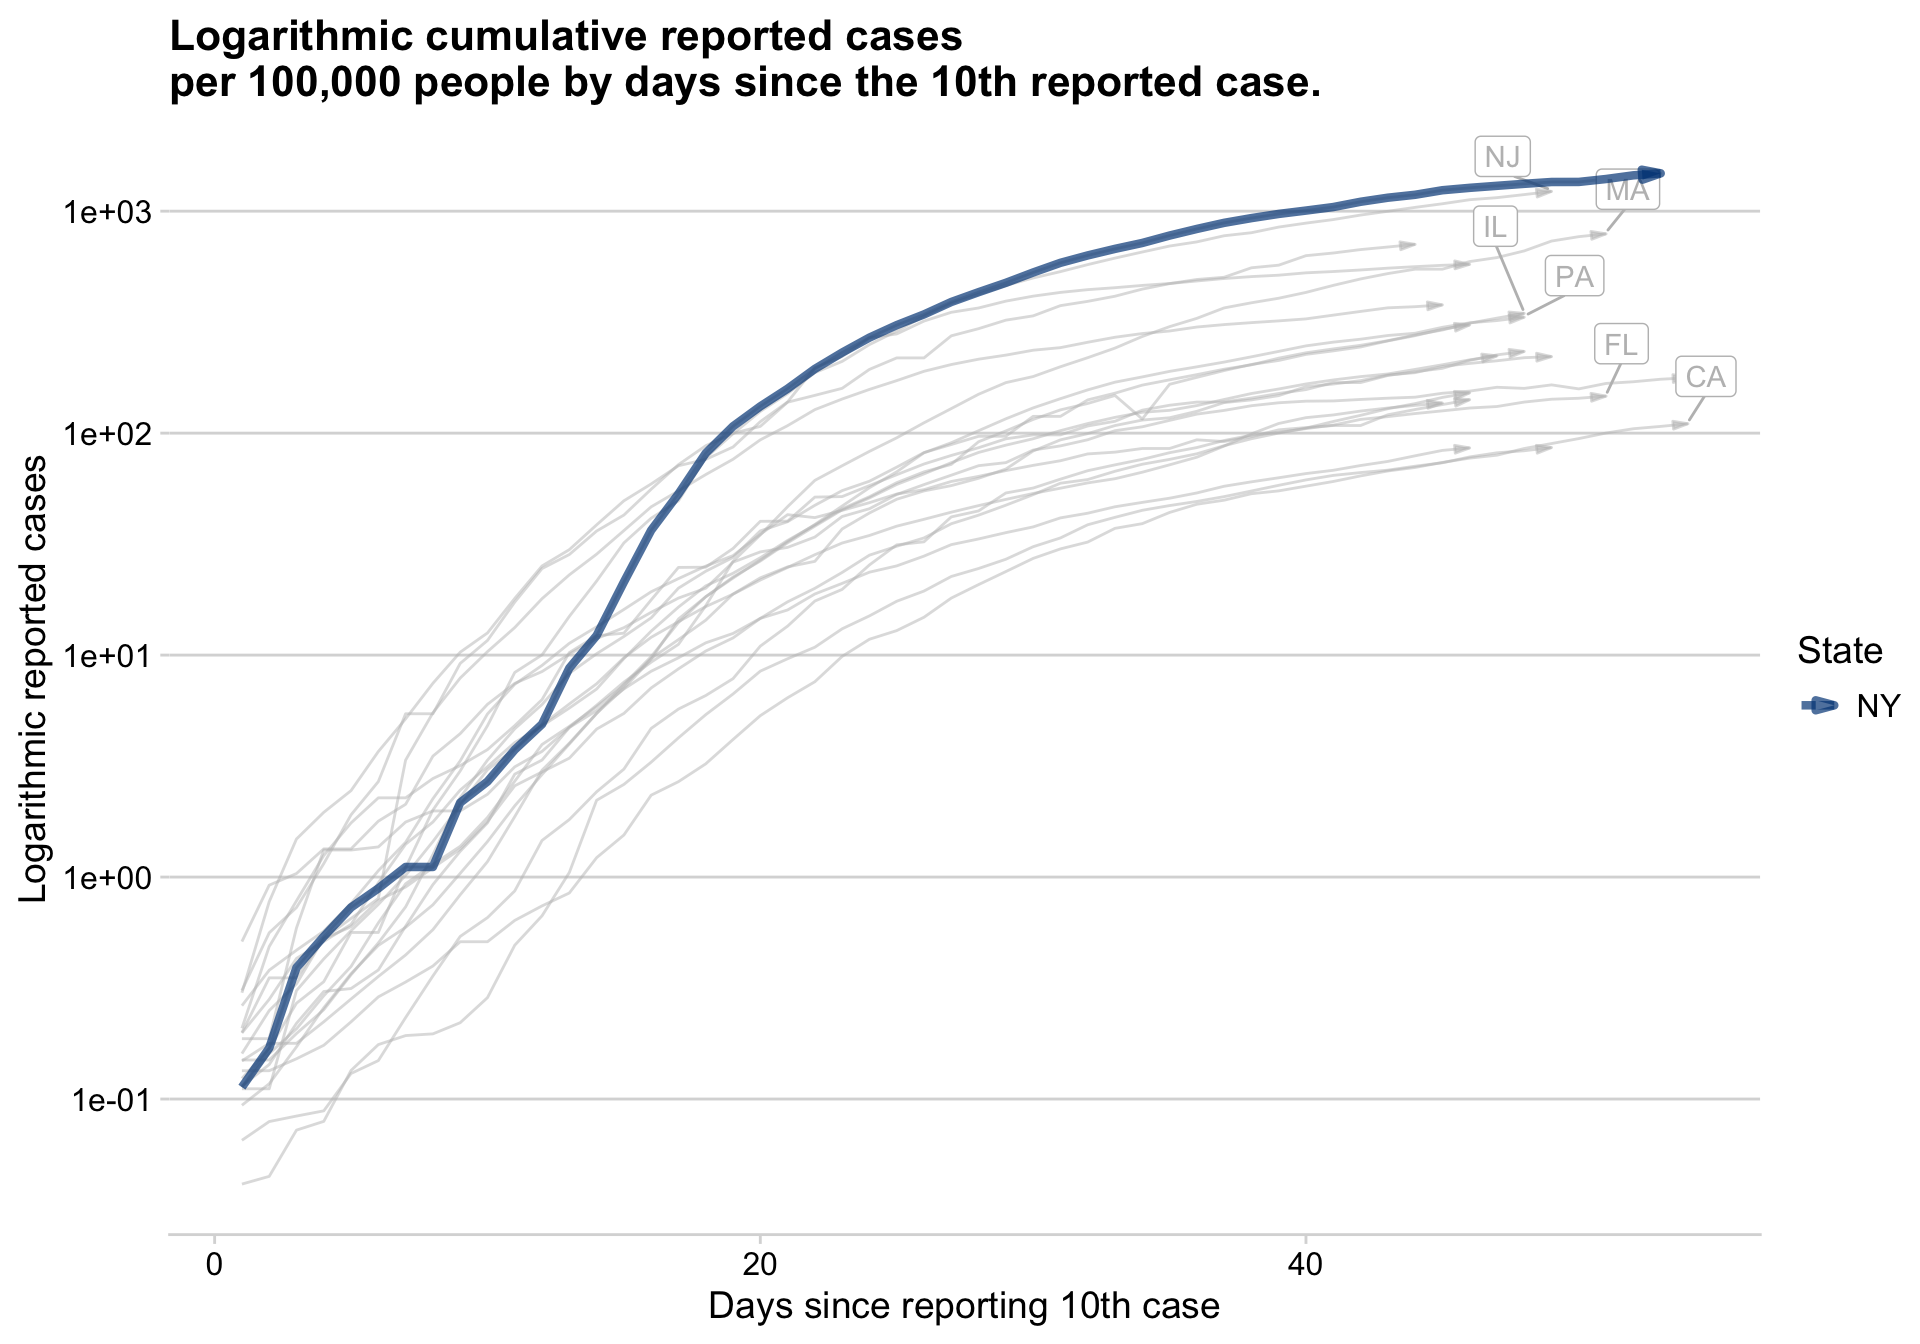 Logarithmic cumulative reported cases
per 100,000 people by days since the 10th reported case.
NJ
MA
IL
PA
FL
CA
1e+03
1e+02
1e+01
1e+00
1e-01
Logarithmic reported cases
0
20
40
Days since reporting 10th case
State
NY